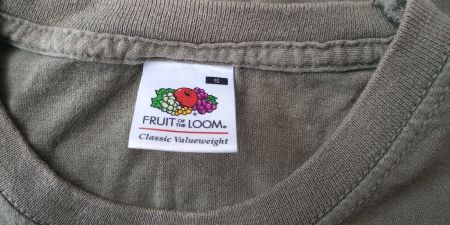 S
FRUIT OF THE LOOM®
Classic Valueweight